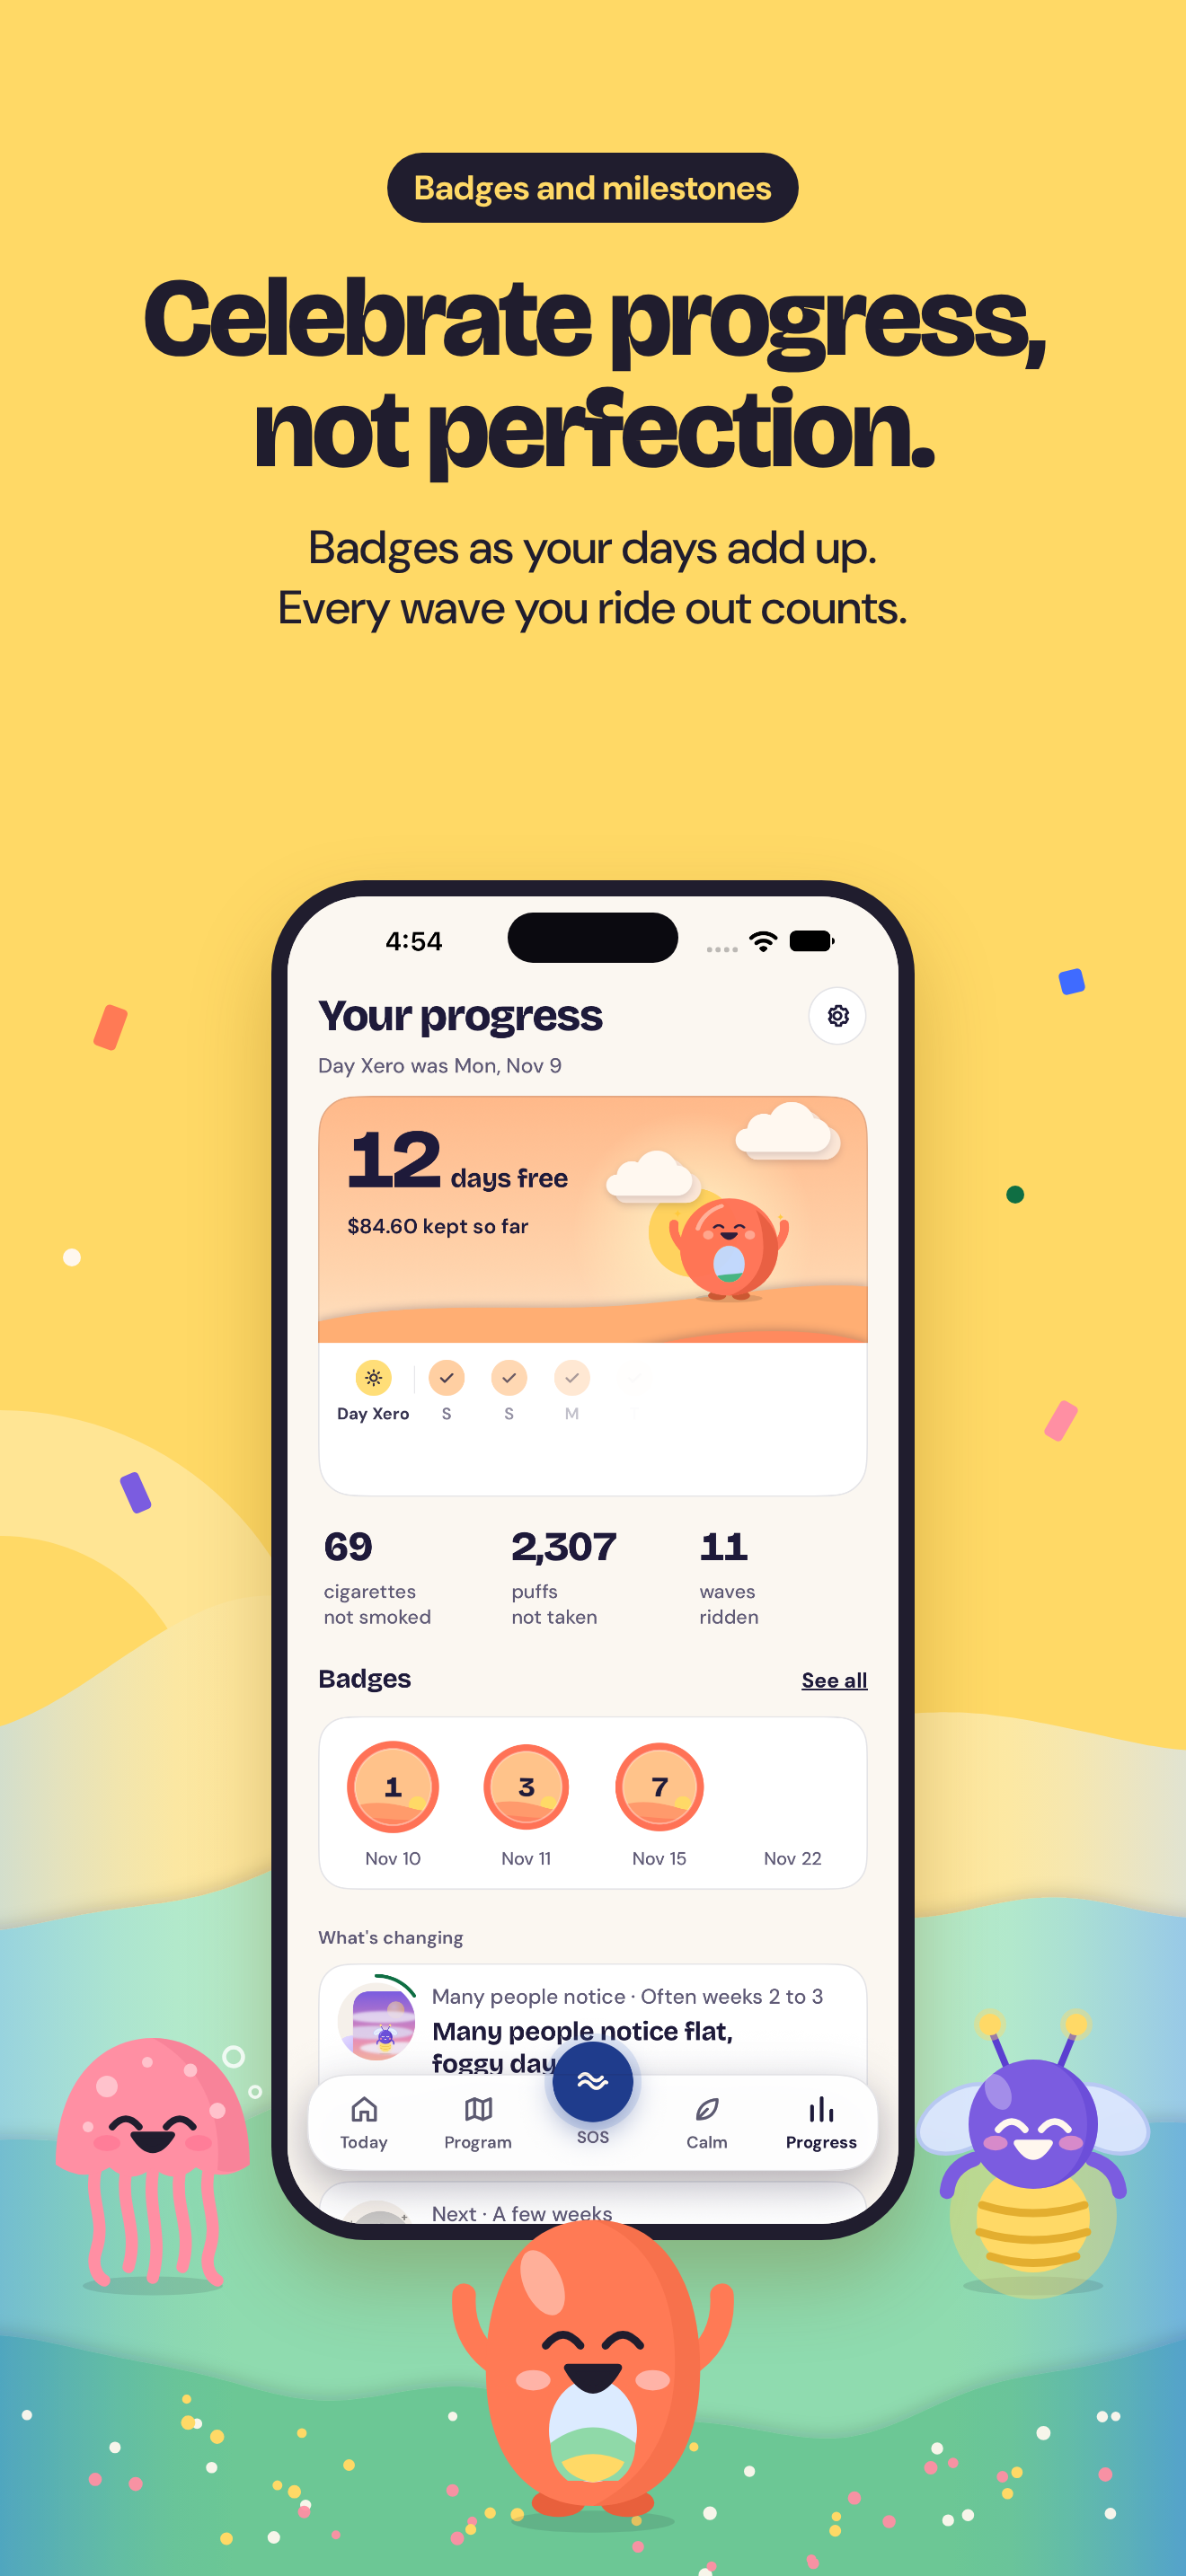 Badges and milestones
Celebrate progress,
not perfection.
Badges as your days add up.
Every wave you ride out counts.
4:54
Your progress
Day Xero was Mon, Nov 9
12 days free
$84.60 kept so far
Day Xero S S M
69 2,307 11
cigarettes puffs waves
not smoked not taken ridden
Badges See all
1 3 7
Nov 10 Nov 11 Nov 15 Nov 22
What's changing
Many people notice · Often weeks 2 to 3
Many people notice flat,
foggy day
Today Program SOS Calm Progress
Next · A few weeks